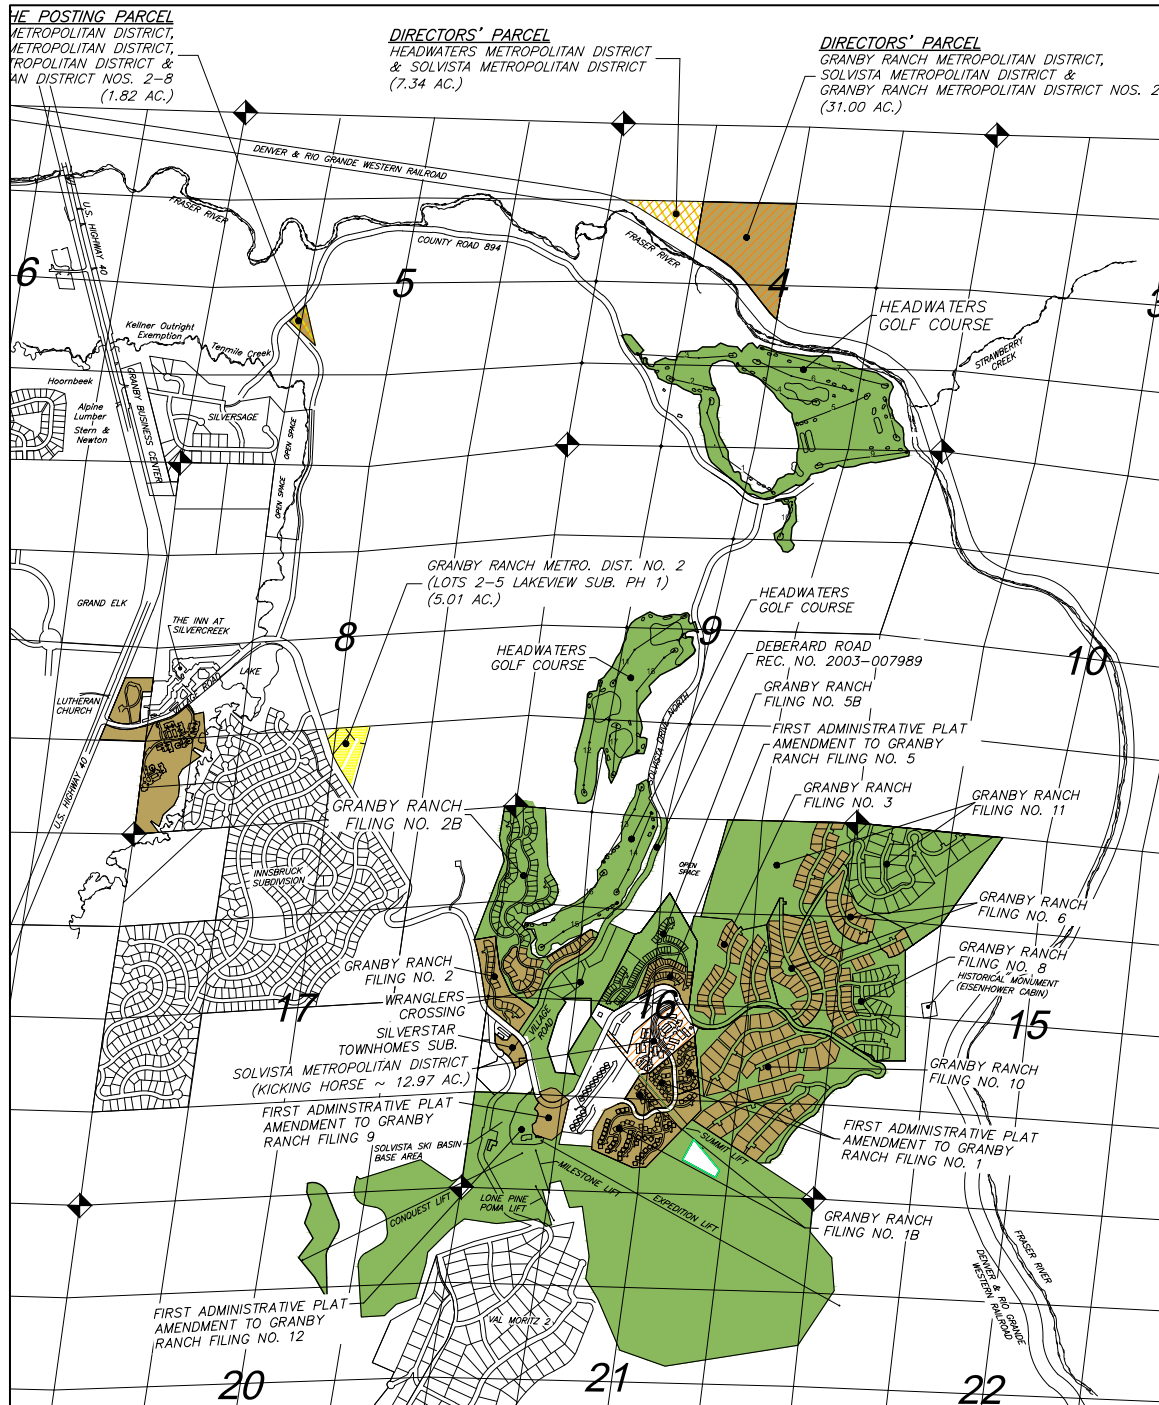 HE POSTING PARCEL
METROPOLITAN DISTRICT,
METROPOLITAN DISTRICT,
TROPOLITAN DISTRICT &
AN DISTRICT NOS. 2-8
(1.82 AC.)
DIRECTORS' PARCEL
HEADWATERS METROPOLITAN DISTRICT
& SOLVISTA METROPOLITAN DISTRICT
(7.34 AC.)
DIRECTORS' PARCEL
GRANBY RANCH METROPOLITAN DISTRICT,
SOLVISTA METROPOLITAN DISTRICT &
GRANBY RANCH METROPOLITAN DISTRICT NOS. 2
(31.00 AC.)
DENVER & RIO GRANDE WESTERN RAILROAD
FRASER RIVER
U.S. HIGHWAY 40
COUNTY ROAD 894
FRASER RIVER
6
5
4
3
HEADWATERS
GOLF COURSE
STRAWBERRY
CREEK
Kellner Outright
Exemption
Tenmile Creek
Hoornbeek
Alpine
Lumber
Stern &
Newton
GRANBY BUSINESS CENTER
SILVERSAGE
OPEN SPACE
OPEN SPACE
GRANBY RANCH METRO. DIST. NO. 2
(LOTS 2-5 LAKEVIEW SUB. PH 1)
(5.01 AC.)
GRAND ELK
THE INN AT
SILVERCREEK
LAKE
8
9
10
HEADWATERS
GOLF COURSE
HEADWATERS
GOLF COURSE
DEBERARD ROAD
REC. NO. 2003-007989
GRANBY RANCH
FILING NO. 5B
FIRST ADMINISTRATIVE PLAT
AMENDMENT TO GRANBY
RANCH FILING NO. 5
GRANBY RANCH
FILING NO. 3
GRANBY RANCH
FILING NO. 11
LUTHERAN
CHURCH
VILLAGE ROAD
U.S. HIGHWAY 40
SOLVISTA DRIVE NORTH
GRANBY RANCH
FILING NO. 2B
OPEN
SPACE
INNSBRUCK
SUBDIVISION
GRANBY RANCH
FILING NO. 6
GRANBY RANCH
FILING NO. 8
HISTORICAL MONUMENT
(EISENHOWER CABIN)
GRANBY RANCH
FILING NO. 2
WRANGLERS
CROSSING
17
16
15
SILVERSTAR
TOWNHOMES SUB.
VILLAGE
ROAD
SOLVISTA METROPOLITAN DISTRICT
(KICKING HORSE ~ 12.97 AC.)
GRANBY RANCH
FILING NO. 10
FIRST ADMINSTRATIVE PLAT
AMENDMENT TO GRANBY
RANCH FILING 9
SOLVISTA SKI BASIN
BASE AREA
FIRST ADMINISTRATIVE PLAT
AMENDMENT TO GRANBY
RANCH FILING NO. 1
SUMMIT LIFT
MILESTONE LIFT
EXPEDITION LIFT
CONQUEST LIFT
LONE PINE
POMA LIFT
GRANBY RANCH
FILING NO. 1B
FRASER RIVER
DENVER & RIO GRANDE
WESTERN RAILROAD
FIRST ADMINISTRATIVE PLAT
AMENDMENT TO GRANBY
RANCH FILING NO. 12
VAL MORITZ 2
20
21
22